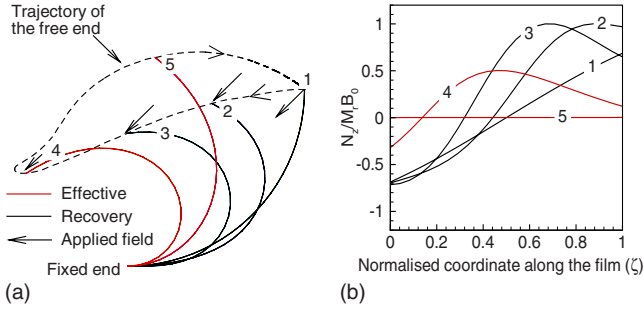 Trajectory of
the free end
5
1
2
3
4
Effective
Recovery
Applied field
Fixed end
(a)
N_z/M_rB_0
1
0.5
0
-0.5
-1
3
2
1
4
5
0
0.2
0.4
0.6
0.8
1
Normalised coordinate along the film (ζ)
(b)